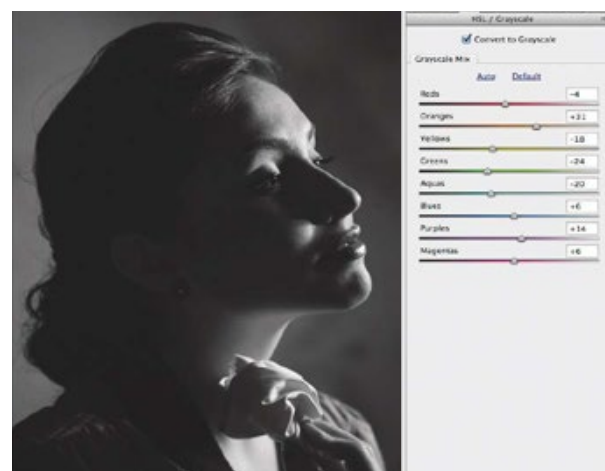 HSL / Grayscale
Convert to Grayscale
Grayscale Mix
Auto Default
Reds -4
Oranges +31
Yellows -18
Greens -24
Aquas -20
Blues +6
Purples +14
Magentas +6